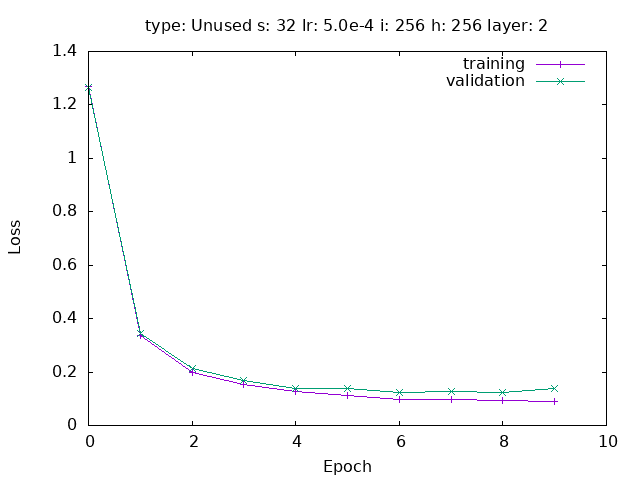 type: Unused s: 32 lr: 5.0e-4 i: 256 h: 256 layer: 2
training
validation
1.4
1.2
1
0.8
0.6
0.4
0.2
0
Loss
0 2 4 6 8 10
Epoch